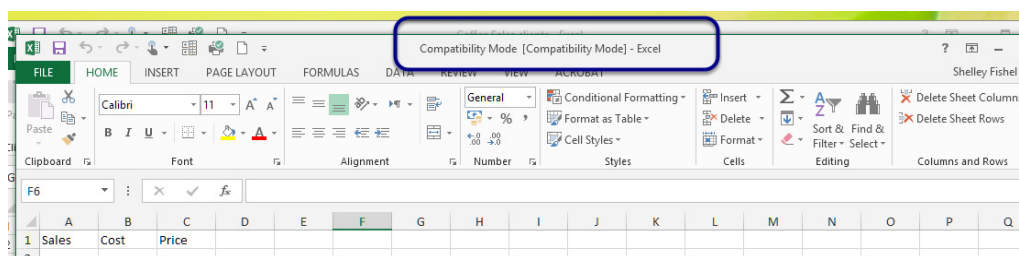 Compatibility Mode [Compatibility Mode] - Excel
FILE HOME INSERT PAGE LAYOUT FORMULAS DATA REVIEW VIEW ACROBAT Shelley Fishel
Calibri 11 General Conditional Formatting Insert Delete Sheet Columns
Paste B I U % Format as Table Delete Sort & Find & Delete Sheet Rows
Cell Styles Format Filter Select
Clipboard Font Alignment Number Styles Cells Editing Columns and Rows
F6 fx
A B C D E F G H I J K L M N O P Q
1 Sales Cost Price